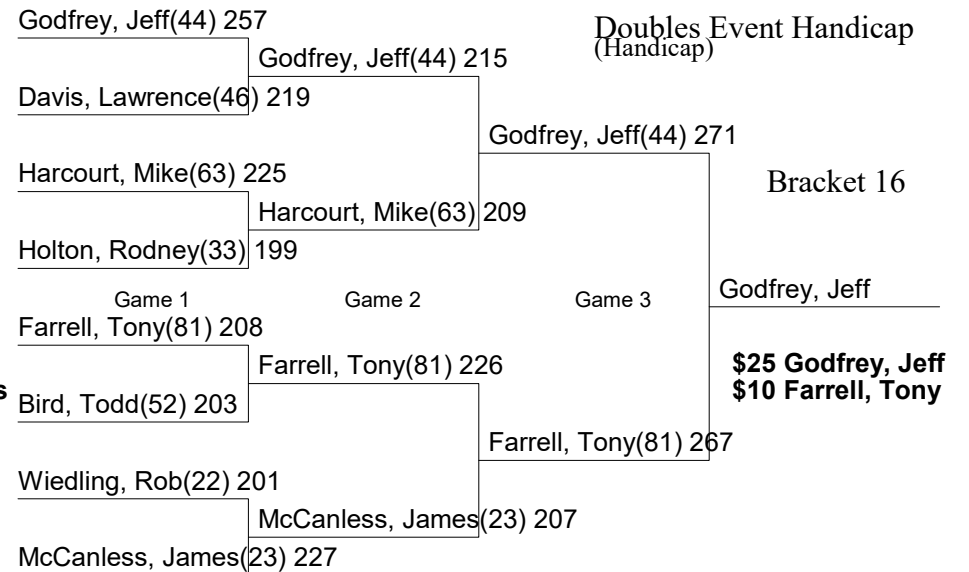 Doubles Event Handicap
(Handicap)
Bracket 16
Godfrey, Jeff(44) 257
Godfrey, Jeff(44) 215
Davis, Lawrence(46) 219
Godfrey, Jeff(44) 271
Harcourt, Mike(63) 225
Harcourt, Mike(63) 209
Holton, Rodney(33) 199
Game 1 Game 2 Game 3
Godfrey, Jeff
Farrell, Tony(81) 208
Farrell, Tony(81) 226
$25 Godfrey, Jeff
$10 Farrell, Tony
s
Bird, Todd(52) 203
Farrell, Tony(81) 267
Wiedling, Rob(22) 201
McCanless, James(23) 207
McCanless, James(23) 227